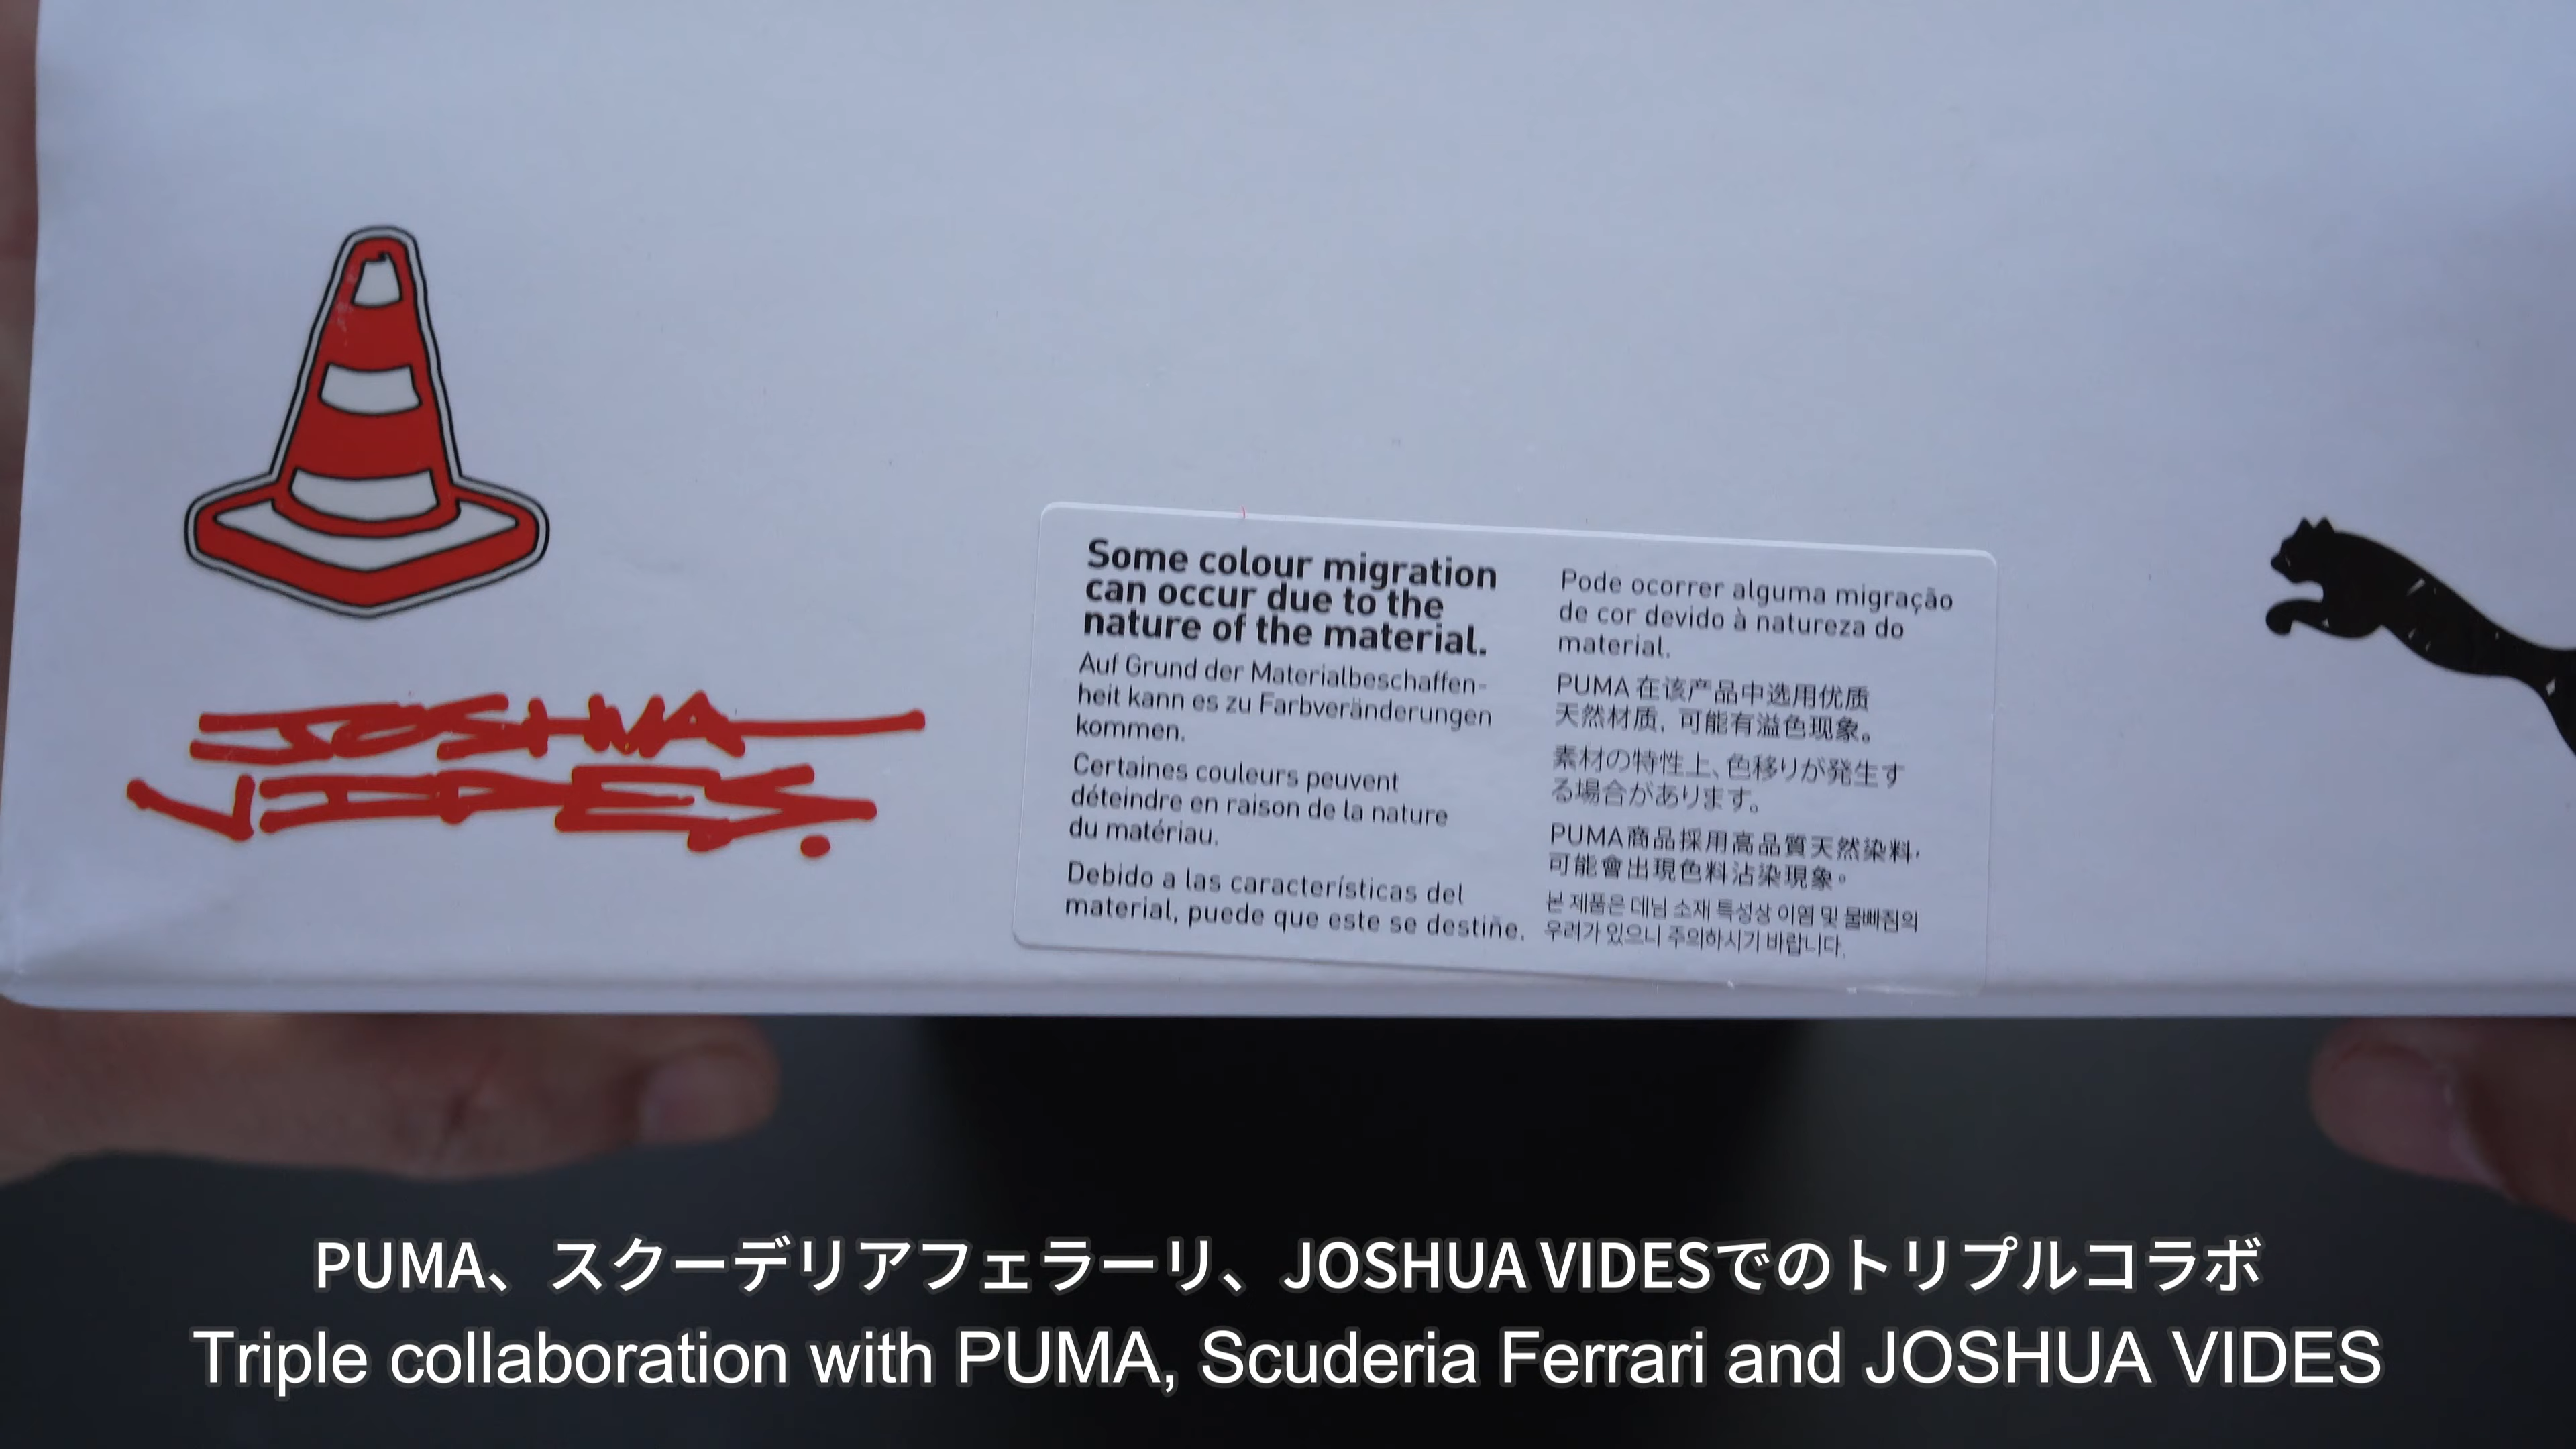 JOSHUA
VIDES.
Some colour migration
can occur due to the
nature of the material.
Auf Grund der Materialbeschaffen-
heit kann es zu Farbveränderungen
kommen.
Certaines couleurs peuvent
déteindre en raison de la nature
du matériau.
Debido a las características del
material, puede que este se destiñe.
Pode ocorrer alguma migração
de cor devido à natureza do
material.
PUMA 在该产品中选用优质
天然材质, 可能有溢色现象。
素材の特性上、色移りが発生す
る場合があります。
PUMA商品採用高品質天然染料,
可能會出現色料沾染現象。
본 제품은 데님 소재 특성상 이염 및 물빠짐의
우려가 있으니 주의하시기 바랍니다.
PUMA、スクーデリアフェラーリ、JOSHUA VIDESでのトリプルコラボ
Triple collaboration with PUMA, Scuderia Ferrari and JOSHUA VIDES